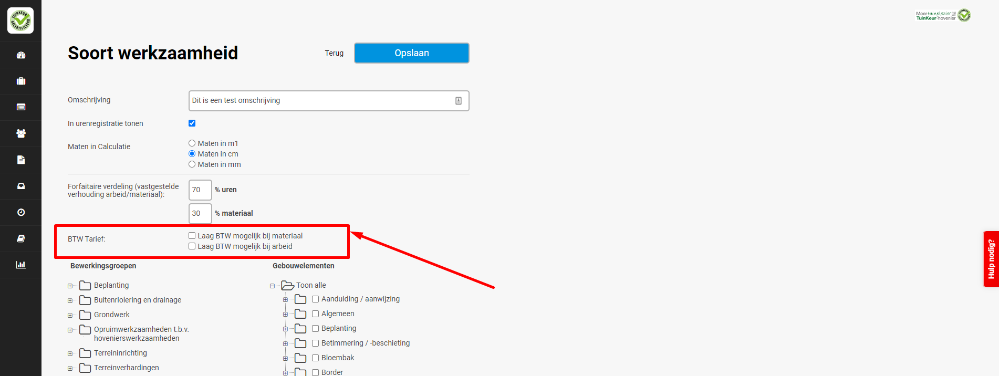 TUINKEUR
GECERTIFICEERD
Meer tuinplezier
TuinKeur-hovenier
Soort werkzaamheid
Terug
Opslaan
Omschrijving
Dit is een test omschrijving
In urenregistratie tonen
Maten in Calculatie
Maten in m1
Maten in cm
Maten in mm
Forfaitaire verdeling (vastgestelde
verhouding arbeid/materiaal):
70 % uren
30 % materiaal
BTW Tarief:
Laag BTW mogelijk bij materiaal
Laag BTW mogelijk bij arbeid
Hulp nodig?
Bewerkingsgroepen
Beplanting
Buitenriolering en drainage
Grondwerk
Opruimwerkzaamheden t.b.v.
hovenierswerkzaamheden
Terreininrichting
Terreinverhardingen
Gebouwelementen
Toon alle
Aanduiding / aanwijzing
Algemeen
Beplanting
Betimmering / -beschieting
Bloembak
Border